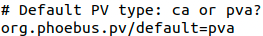 # Default PV type: ca or pva?
org.phoebus.pv/default=pva